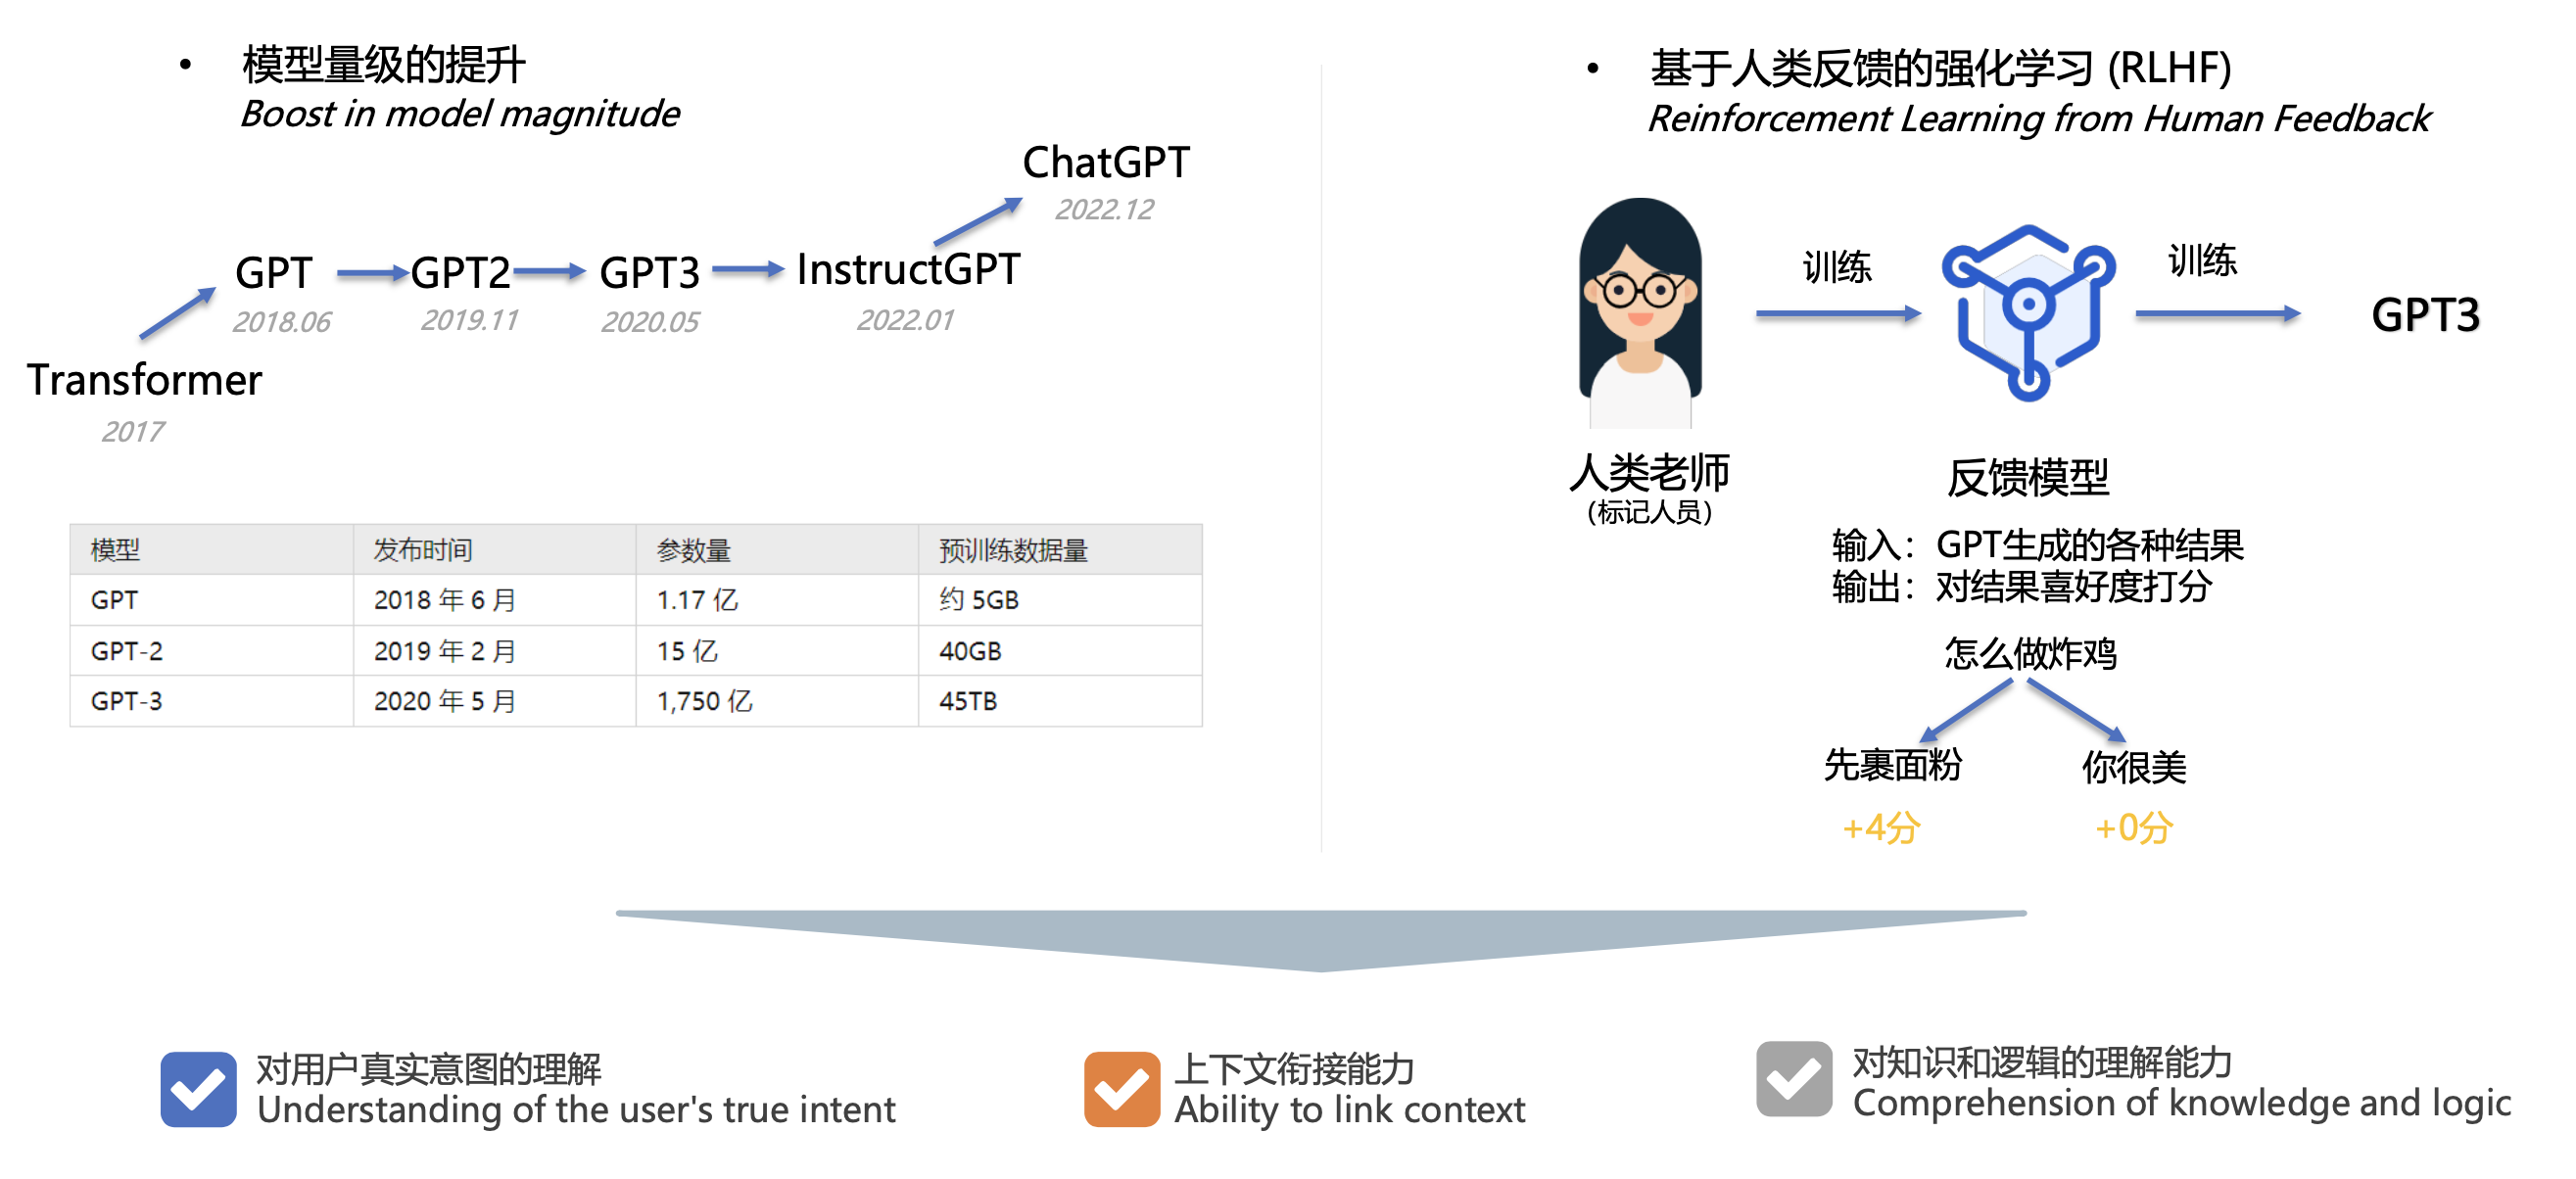 • 模型量级的提升
Boost in model magnitude
ChatGPT
2022.12
GPT
GPT2
GPT3
InstructGPT
2018.06
2019.11
2020.05
2022.01
Transformer
2017
模型 发布时间 参数量 预训练数据量
GPT 2018 年 6 月 1.17 亿 约 5GB
GPT-2 2019 年 2 月 15 亿 40GB
GPT-3 2020 年 5 月 1,750 亿 45TB
• 基于人类反馈的强化学习 (RLHF)
Reinforcement Learning from Human Feedback
训练
训练
GPT3
人类老师
（标记人员）
反馈模型
输入：GPT生成的各种结果
输出：对结果喜好度打分
怎么做炸鸡
先裹面粉
你很美
+4分
+0分
对用户真实意图的理解
Understanding of the user's true intent
上下文衔接能力
Ability to link context
对知识和逻辑的理解能力
Comprehension of knowledge and logic